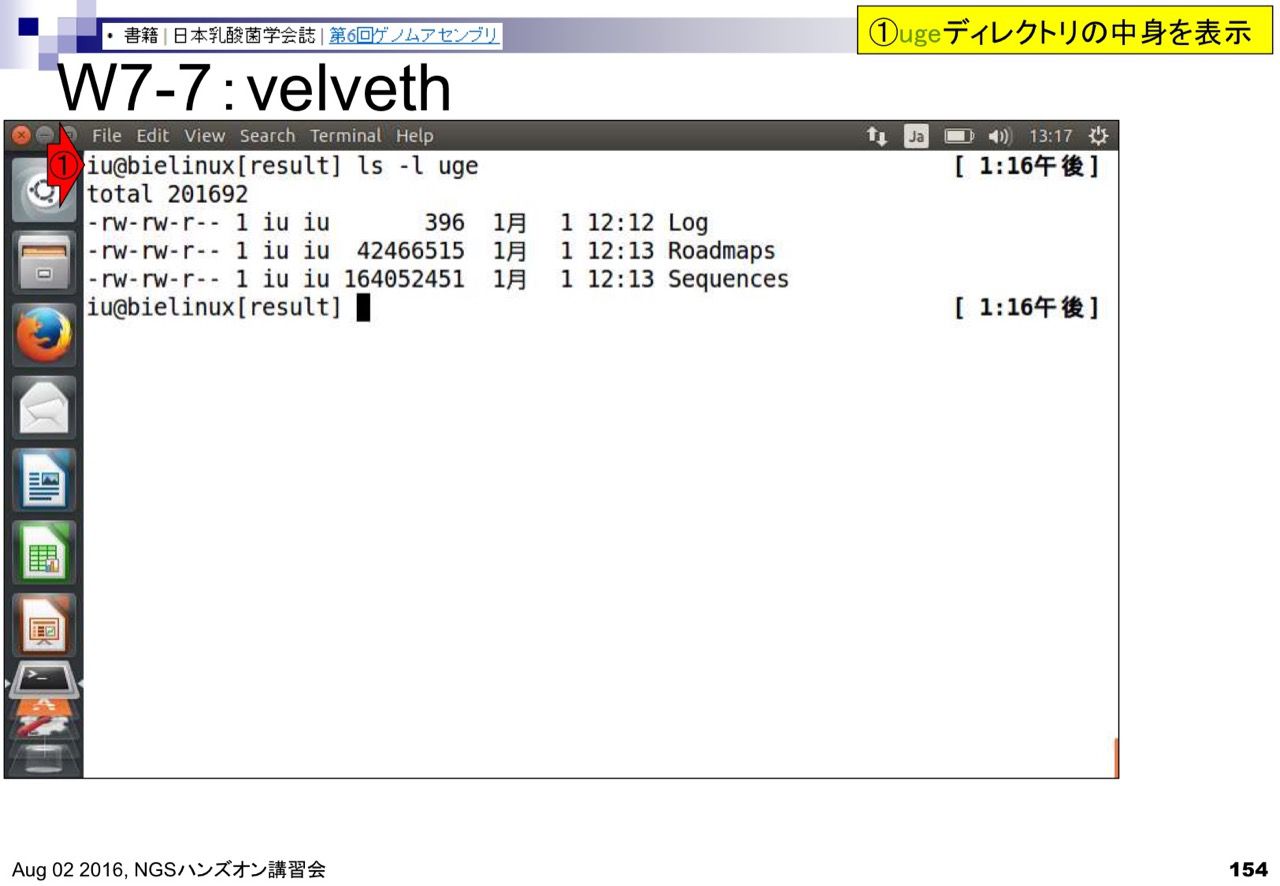 • 書籍 | 日本乳酸菌学会誌 | 第6回ゲノムアセンブリ
①ugeディレクトリの中身を表示
W7-7：velveth
File Edit View Search Terminal Help Ja 13:17
① iu@bielinux[result] ls -l uge [ 1:16午後]
total 201692
-rw-rw-r-- 1 iu iu 396 1月 1 12:12 Log
-rw-rw-r-- 1 iu iu 42466515 1月 1 12:13 Roadmaps
-rw-rw-r-- 1 iu iu 164052451 1月 1 12:13 Sequences
iu@bielinux[result] [ 1:16午後]
Aug 02 2016, NGSハンズオン講習会
154